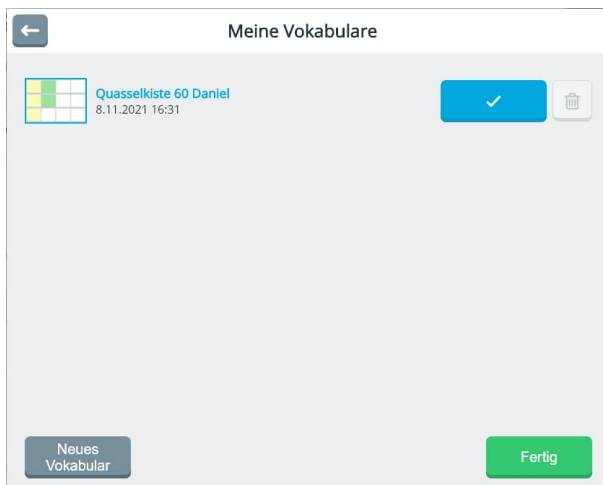 Meine Vokabulare
Quasselkiste 60 Daniel
8.11.2021 16:31
Neues
Vokabular
Fertig